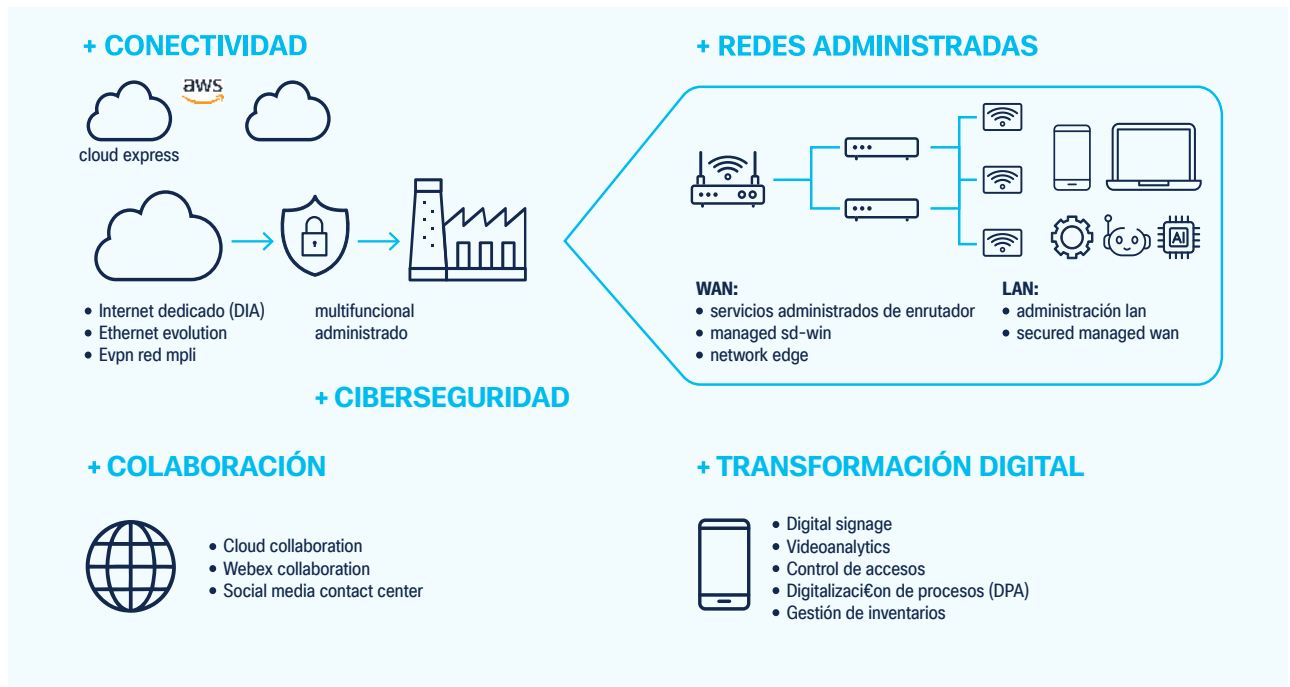 + CONECTIVIDAD
aws
cloud express
• Internet dedicado (DIA)
• Ethernet evolution
• Evpn red mpli
multifuncional
administrado
+ CIBERSEGURIDAD
+ REDES ADMINISTRADAS
AI
WAN:
• servicios administrados de enrutador
• managed sd-win
• network edge
LAN:
• administración lan
• secured managed wan
+ COLABORACIÓN
• Cloud collaboration
• Webex collaboration
• Social media contact center
+ TRANSFORMACIÓN DIGITAL
• Digital signage
• Videoanalytics
• Control de accesos
• Digitalizaci€on de procesos (DPA)
• Gestión de inventarios